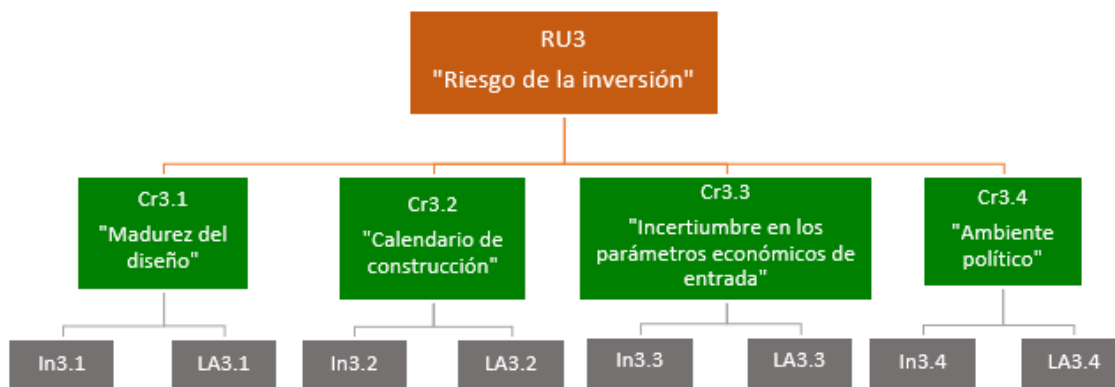 RU3
"Riesgo de la inversión"
Cr3.1
"Madurez del
diseño"
Cr3.2
"Calendario de
construcción"
Cr3.3
"Incertiumbre en los
parámetros económicos de
entrada"
Cr3.4
"Ambiente
político"
In3.1
LA3.1
In3.2
LA3.2
In3.3
LA3.3
In3.4
LA3.4